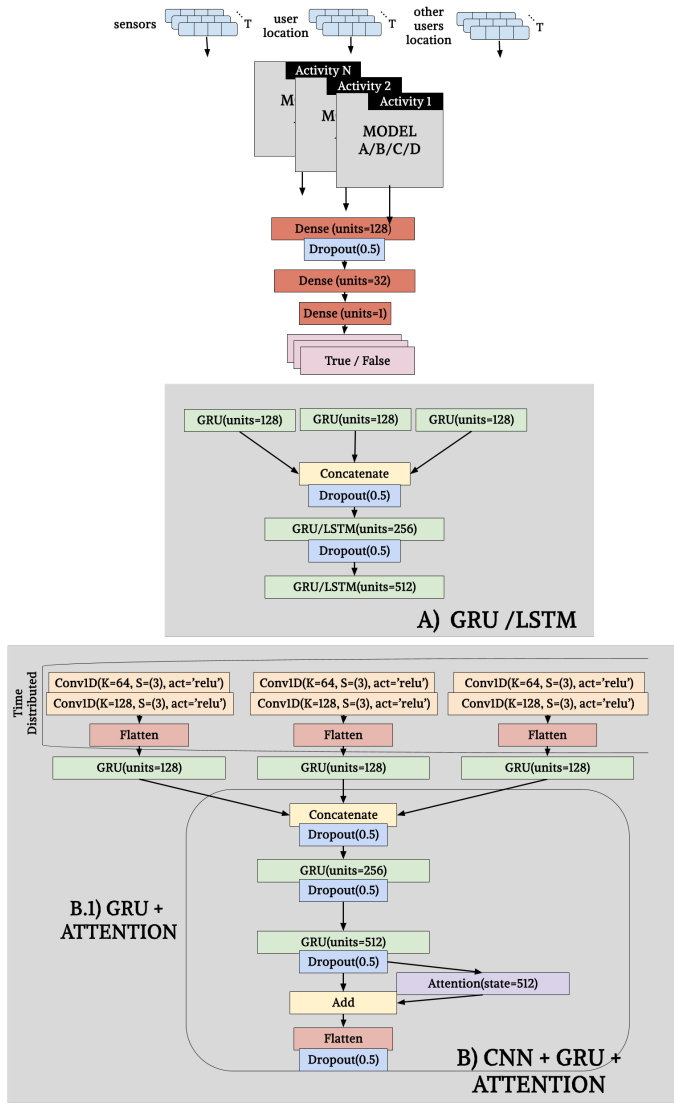 sensors
T
user
location
T
other
users
location
T
Activity N
Activity 2
Activity 1
M
M
MODEL
A/B/C/D
Dense (units=128)
Dropout(0.5)
Dense (units=32)
Dense (units=1)
True / False
GRU(units=128)
GRU(units=128)
GRU(units=128)
Concatenate
Dropout(0.5)
GRU/LSTM(units=256)
Dropout(0.5)
GRU/LSTM(units=512)
A) GRU /LSTM
Time
Distributed
Conv1D(K=64, S=(3), act='relu')
Conv1D(K=64, S=(3), act='relu')
Conv1D(K=64, S=(3), act='relu')
Conv1D(K=128, S=(3), act='relu')
Conv1D(K=128, S=(3), act='relu')
Conv1D(K=128, S=(3), act='relu')
Flatten
Flatten
Flatten
GRU(units=128)
GRU(units=128)
GRU(units=128)
Concatenate
Dropout(0.5)
GRU(units=256)
Dropout(0.5)
B.1) GRU +
ATTENTION
GRU(units=512)
Dropout(0.5)
Attention(state=512)
Add
Flatten
Dropout(0.5)
B) CNN + GRU +
ATTENTION